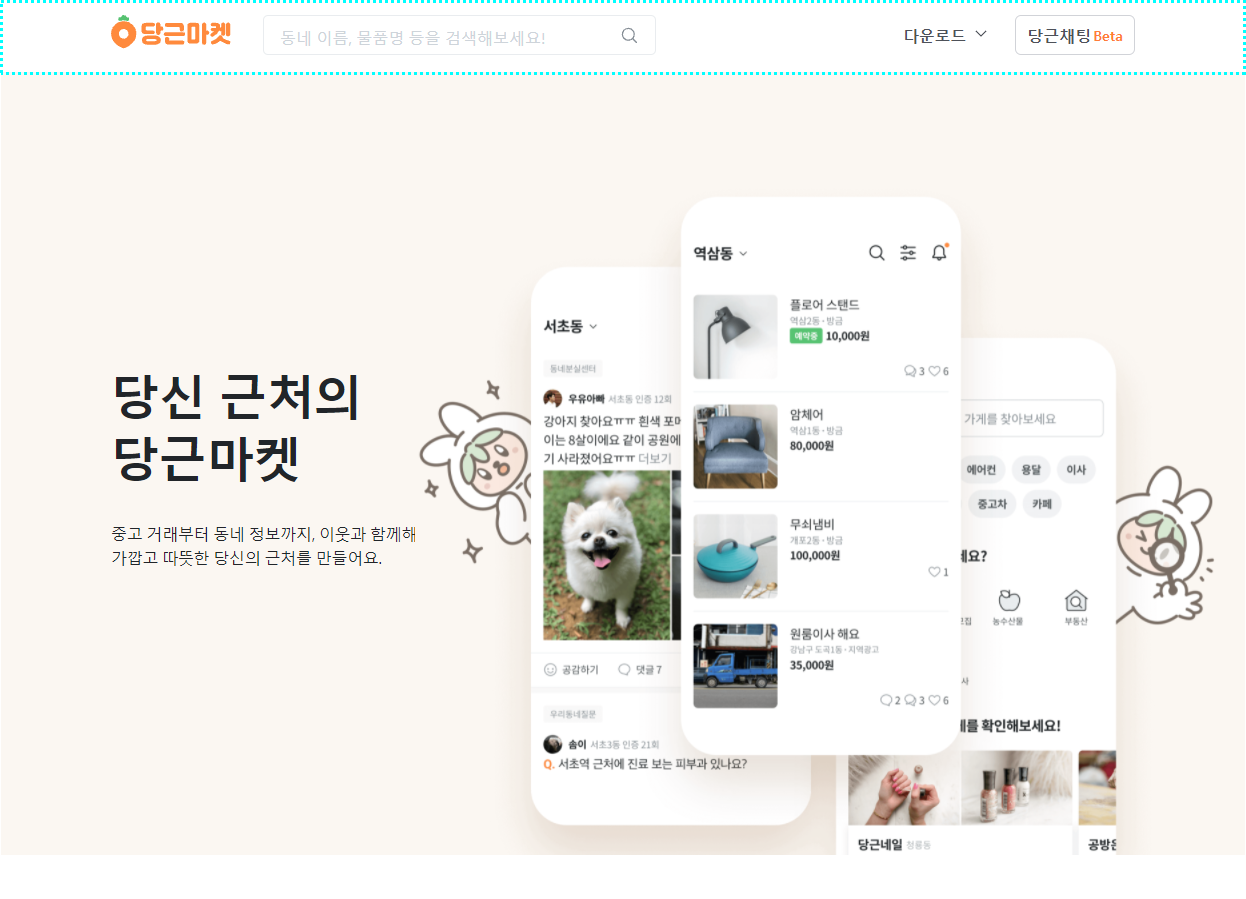 당근마켓
동네 이름, 물품명 등을 검색해보세요!
다운로드
당근채팅 Beta
당신 근처의
당근마켓
중고 거래부터 동네 정보까지, 이웃과 함께해
가깝고 따뜻한 당신의 근처를 만들어요.
서초동
동네분실센터
우유아빠 서초동 인증 12회
강아지 찾아요ㅠㅠ 흰색 포메
이는 8살이에요 같이 공원에
기 사라졌어요ㅠㅠ 더보기
공감하기 댓글 7
우리동네질문
솜이 서초3동 인증 21회
Q. 서초역 근처에 진료 보는 피부과 있나요?
역삼동
플로어 스탠드
역삼2동 · 방금
예약중 10,000원
3 6
암체어
역삼1동 · 방금
80,000원
무쇠냄비
개포2동 · 방금
100,000원
1
원룸이사 해요
강남구 도곡1동 · 지역광고
35,000원
2 3 6
가게를 찾아보세요
에어컨 용달 이사
중고차 카페
세요?
농수산물 부동산
를 확인해보세요!
당근네일 청룡동
공방은